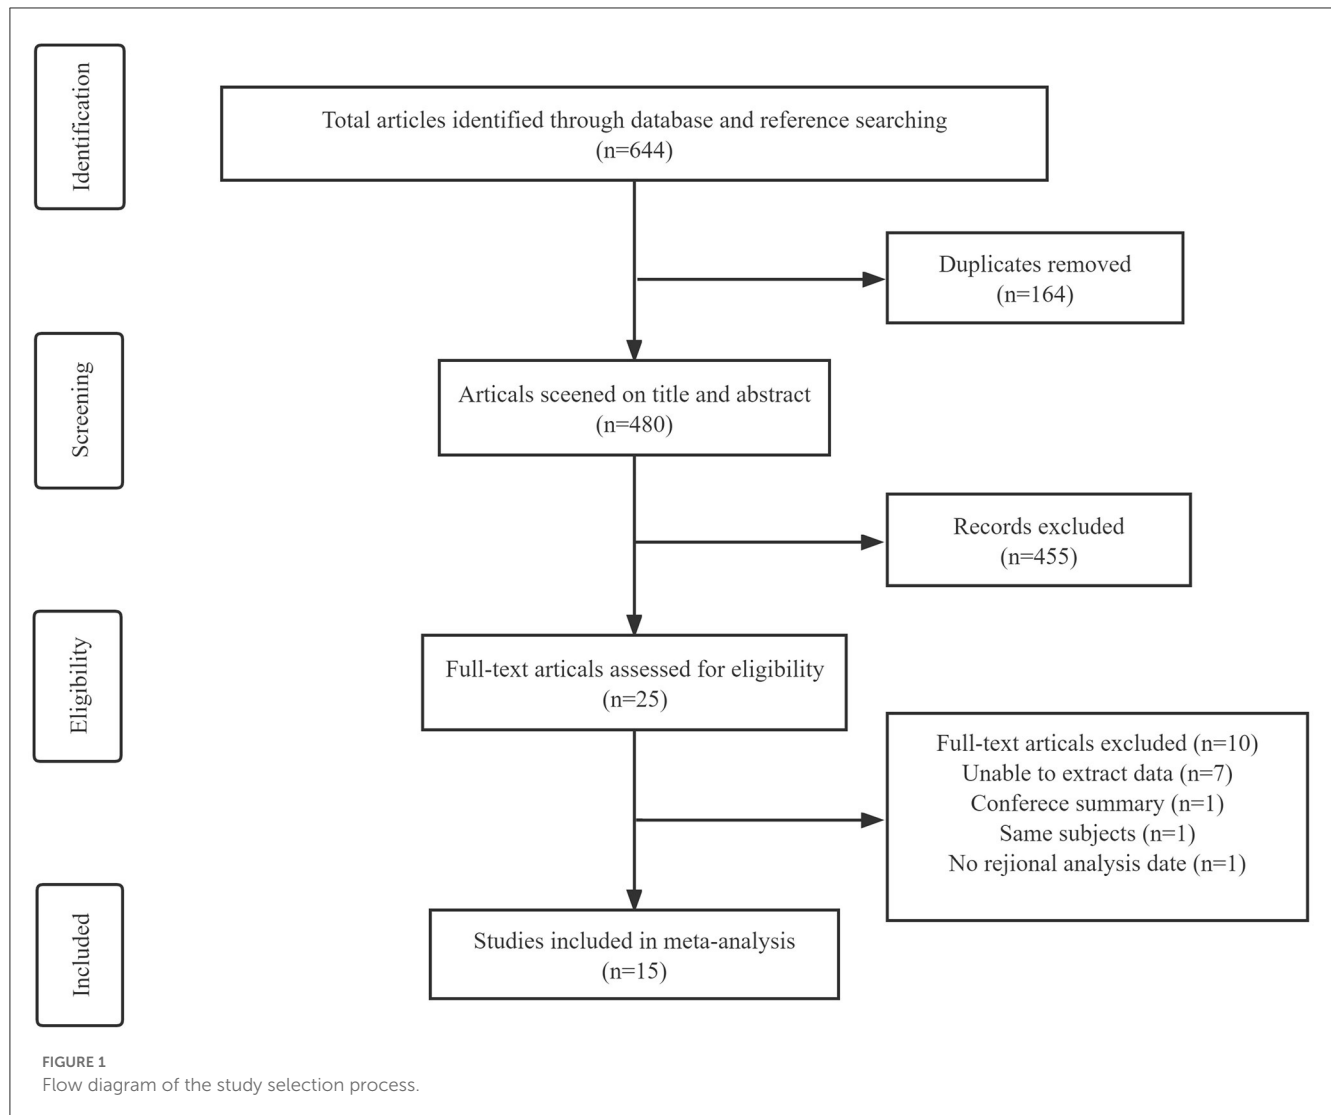 Identification
Total articles identified through database and reference searching
(n=644)
Duplicates removed
(n=164)
Screening
Articals sceened on title and abstract
(n=480)
Records excluded
(n=455)
Eligibility
Full-text articals assessed for eligibility
(n=25)
Full-text articals excluded (n=10)
Unable to extract data (n=7)
Conferece summary (n=1)
Same subjects (n=1)
No rejional analysis date (n=1)
Included
Studies included in meta-analysis
(n=15)
FIGURE 1
Flow diagram of the study selection process.